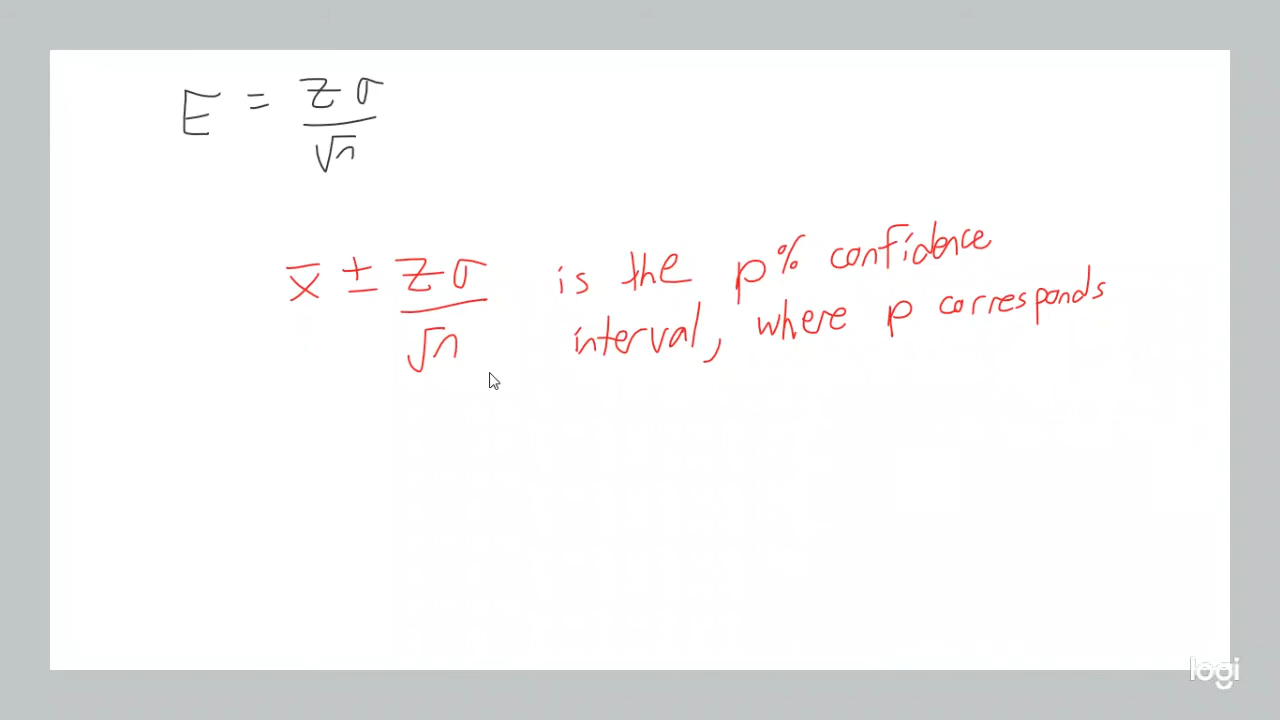 E = zσ/√n
x̄ ± zσ/√n is the p% confidence
interval, where p corresponds
logi